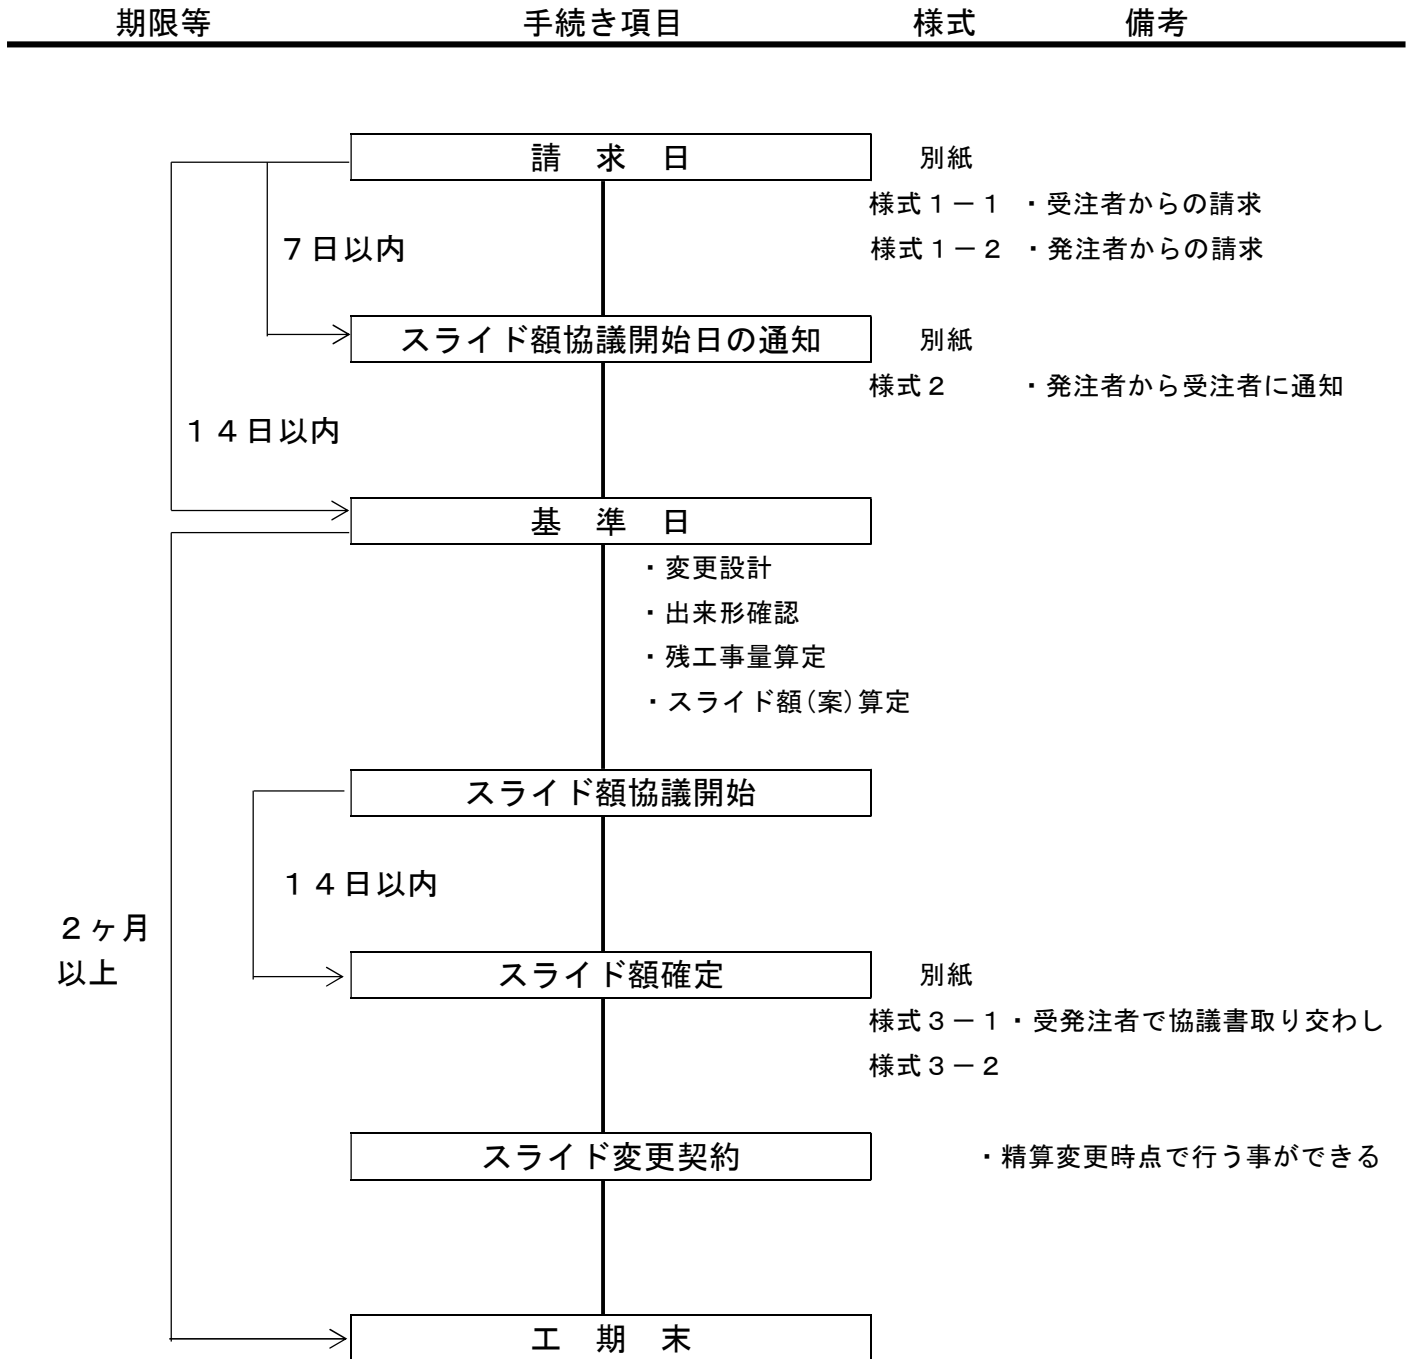 期限等 手続き項目 様式 備考
請 求 日 別紙
様式１－１ ・受注者からの請求
７日以内 様式１－２ ・発注者からの請求
スライド額協議開始日の通知 別紙
様式２ ・発注者から受注者に通知
１４日以内
基 準 日
・変更設計
・出来形確認
・残工事量算定
・スライド額(案)算定
スライド額協議開始
１４日以内
２ヶ月
以上
スライド額確定 別紙
様式３－１・受発注者で協議書取り交わし
様式３－２
スライド変更契約 ・精算変更時点で行う事ができる
工 期 末